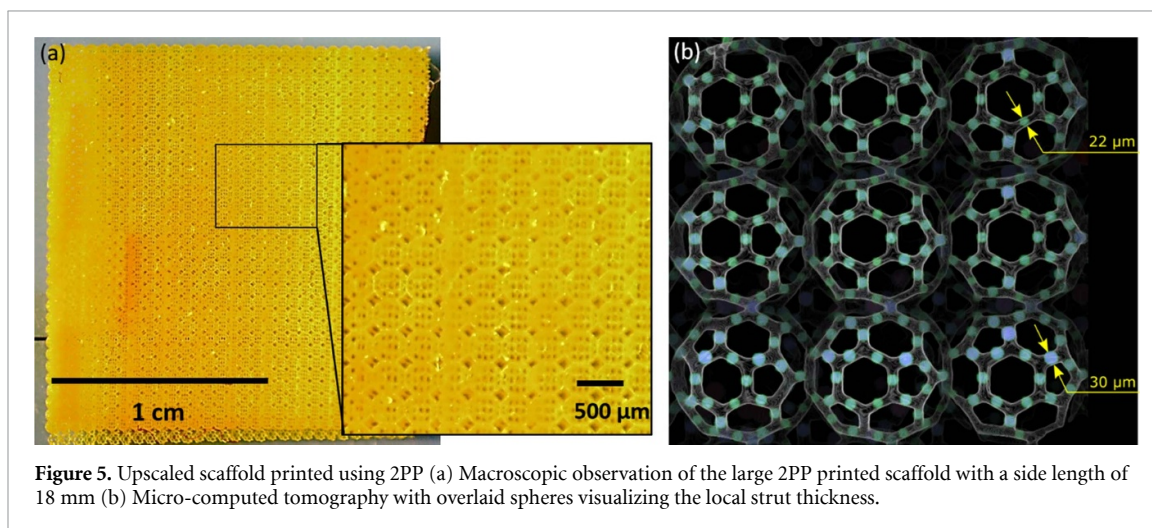 (a)
(b)
22 μm
30 μm
1 cm
500 μm
Figure 5. Upscaled scaffold printed using 2PP (a) Macroscopic observation of the large 2PP printed scaffold with a side length of
18 mm (b) Micro-computed tomography with overlaid spheres visualizing the local strut thickness.